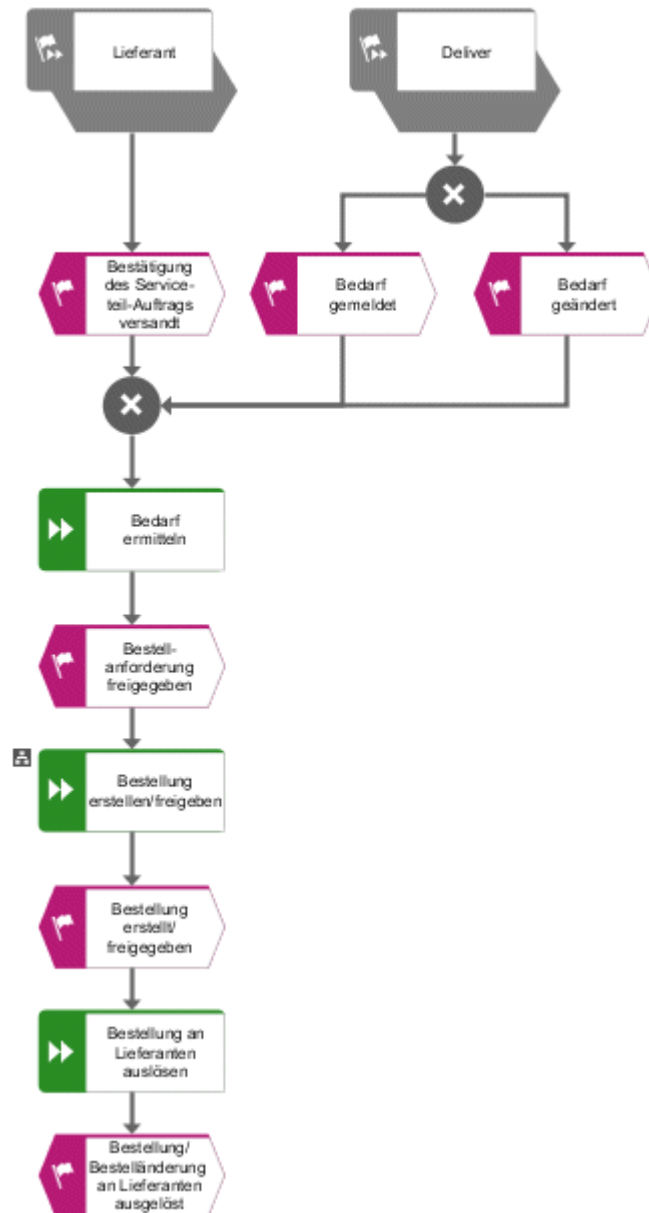 Lieferant
Deliver
Bestätigung
des Service-
teil-Auftrags
versandt
Bedarf
gemeldet
Bedarf
geändert
Bedarf
ermitteln
Bestell-
anforderung
freigegeben
Bestellung
erstellen/freigeben
Bestellung
erstellt/
freigegeben
Bestellung an
Lieferanten
auslösen
Bestellung/
Bestelländerung
an Lieferanten
ausgelöst